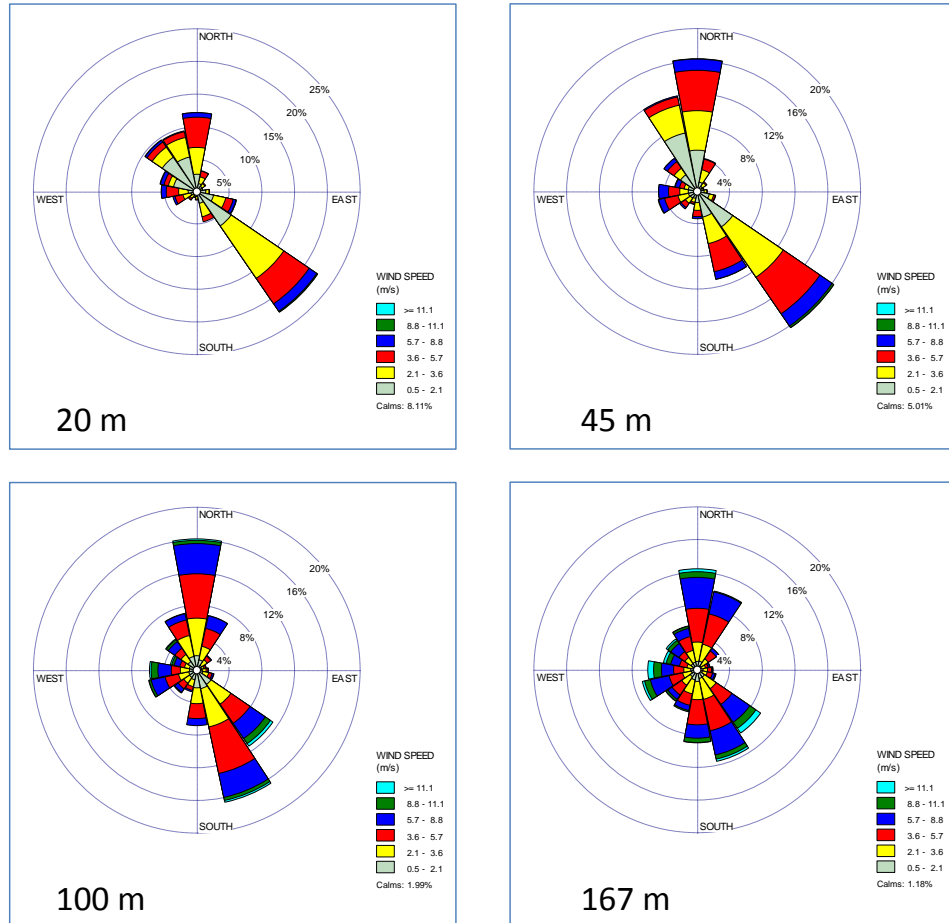 NORTH
25%
20%
15%
10%
5%
WEST
EAST
SOUTH
WIND SPEED
(m/s)
>= 11.1
8.8 - 11.1
5.7 - 8.8
3.6 - 5.7
2.1 - 3.6
0.5 - 2.1
Calms: 8.11%
20 m
NORTH
20%
16%
12%
8%
4%
WEST
EAST
SOUTH
WIND SPEED
(m/s)
>= 11.1
8.8 - 11.1
5.7 - 8.8
3.6 - 5.7
2.1 - 3.6
0.5 - 2.1
Calms: 5.01%
45 m
NORTH
20%
16%
12%
8%
4%
WEST
EAST
SOUTH
WIND SPEED
(m/s)
>= 11.1
8.8 - 11.1
5.7 - 8.8
3.6 - 5.7
2.1 - 3.6
0.5 - 2.1
Calms: 1.99%
100 m
NORTH
20%
16%
12%
8%
4%
WEST
EAST
SOUTH
WIND SPEED
(m/s)
>= 11.1
8.8 - 11.1
5.7 - 8.8
3.6 - 5.7
2.1 - 3.6
0.5 - 2.1
Calms: 1.18%
167 m